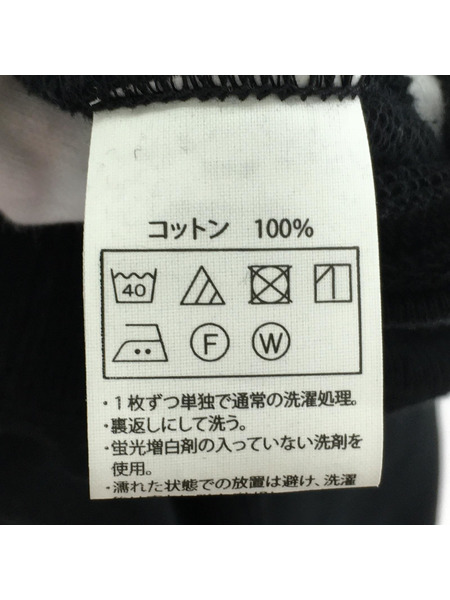 コットン 100%
40
F W
・1枚ずつ単独で通常の洗濯処理。
・裏返しにして洗う。
・蛍光増白剤の入っていない洗剤を
使用。
・濡れた状態での放置は避け、洗濯